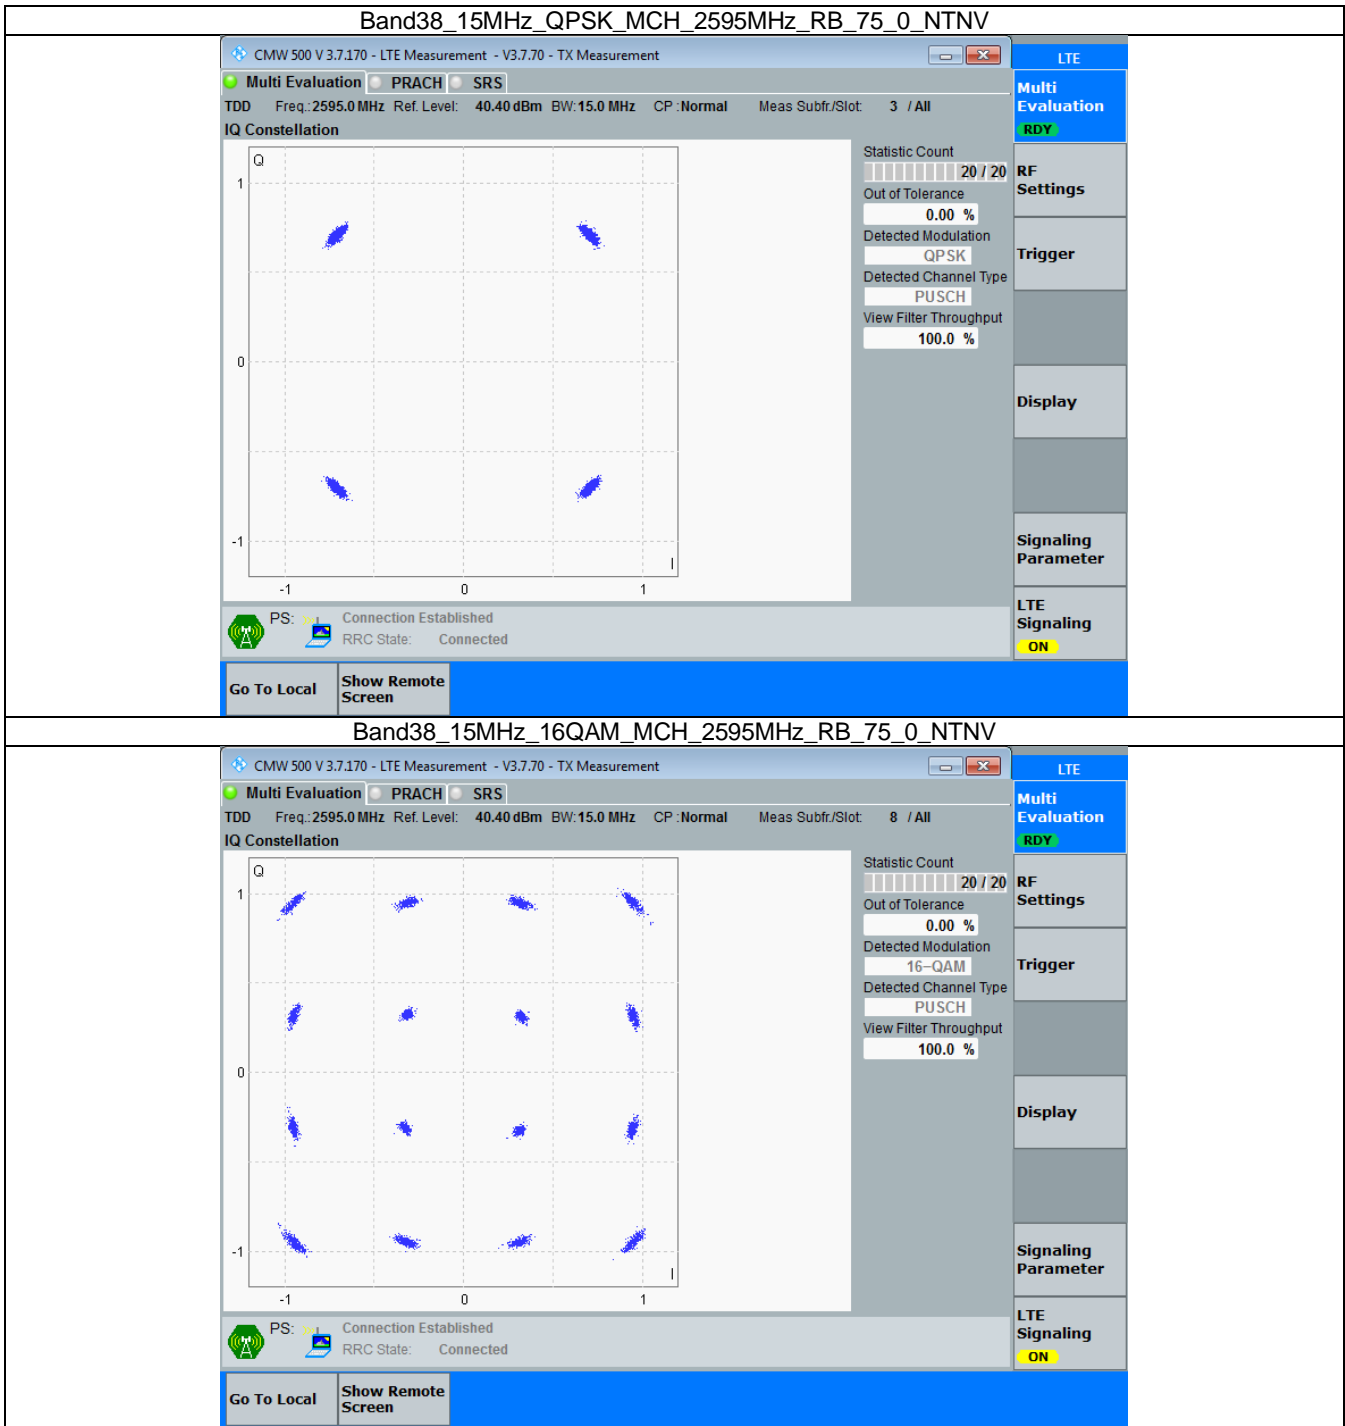 Band38_15MHz_QPSK_MCH_2595MHz_RB_75_0_NTNV
CMW 500 V 3.7.170 - LTE Measurement - V3.7.70 - TX Measurement
LTE
Multi Evaluation PRACH SRS
TDD Freq.: 2595.0 MHz Ref. Level: 40.40 dBm BW: 15.0 MHz CP : Normal Meas Subfr./Slot: 3 / All
IQ Constellation
Q
1
0
-1
I
-1 0 1
Statistic Count
20 / 20
Out of Tolerance
0.00 %
Detected Modulation
QPSK
Detected Channel Type
PUSCH
View Filter Throughput
100.0 %
Multi
Evaluation
RDY
RF
Settings
Trigger
Display
Signaling
Parameter
LTE
Signaling
ON
PS: Connection Established
RRC State: Connected
Go To Local
Show Remote
Screen
Band38_15MHz_16QAM_MCH_2595MHz_RB_75_0_NTNV
CMW 500 V 3.7.170 - LTE Measurement - V3.7.70 - TX Measurement
LTE
Multi Evaluation PRACH SRS
TDD Freq.: 2595.0 MHz Ref. Level: 40.40 dBm BW: 15.0 MHz CP : Normal Meas Subfr./Slot: 8 / All
IQ Constellation
Q
1
0
-1
I
-1 0 1
Statistic Count
20 / 20
Out of Tolerance
0.00 %
Detected Modulation
16-QAM
Detected Channel Type
PUSCH
View Filter Throughput
100.0 %
Multi
Evaluation
RDY
RF
Settings
Trigger
Display
Signaling
Parameter
LTE
Signaling
ON
PS: Connection Established
RRC State: Connected
Go To Local
Show Remote
Screen